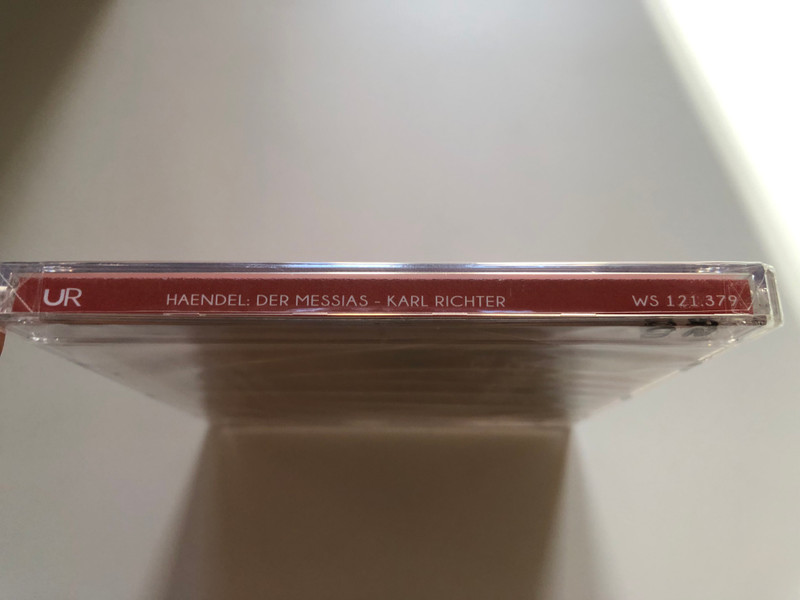 UR HAENDEL: DER MESSIAS - KARL RICHTER WS 121.379